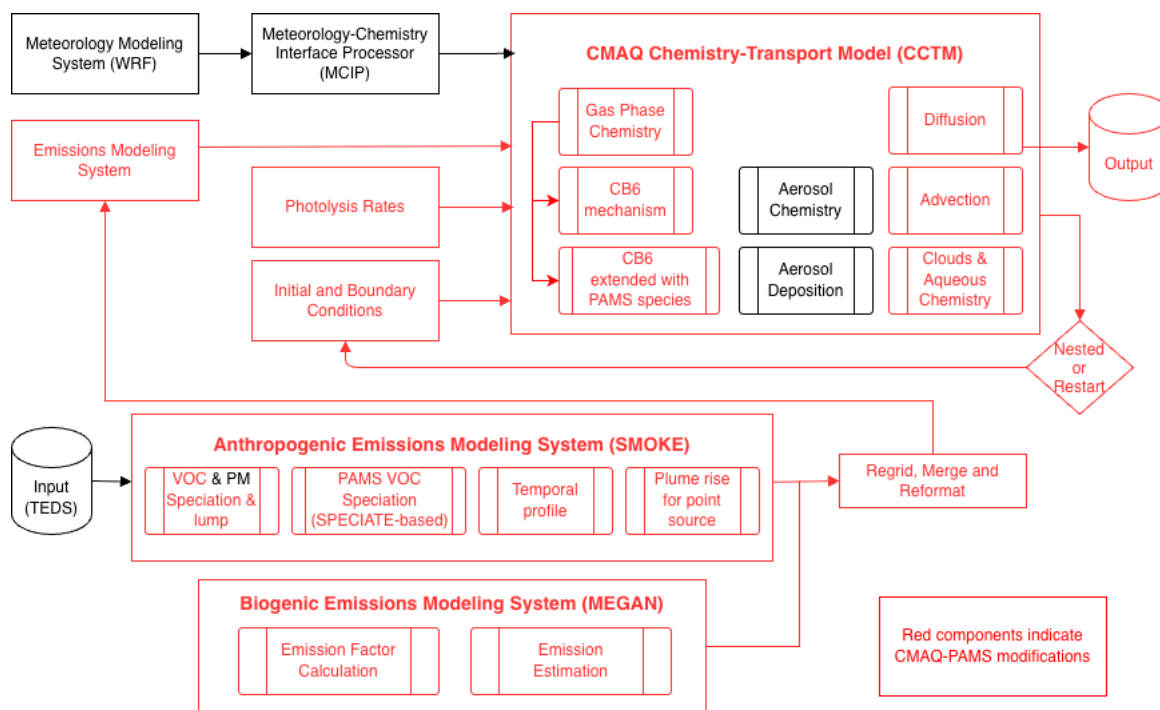 Meteorology Modeling
System (WRF)
Meteorology-Chemistry
Interface Processor
(MCIP)
CMAQ Chemistry-Transport Model (CCTM)
Gas Phase
Chemistry
Diffusion
Emissions Modeling
System
Output
Photolysis Rates
CB6
mechanism
Aerosol
Chemistry
Advection
Initial and Boundary
Conditions
CB6
extended with
PAMS species
Aerosol
Deposition
Clouds &
Aqueous
Chemistry
Nested
or
Restart
Input
(TEDS)
Anthropogenic Emissions Modeling System (SMOKE)
VOC & PM
Speciation &
lump
PAMS VOC
Speciation
(SPECIATE-based)
Temporal
profile
Plume rise
for point
source
Regrid, Merge and
Reformat
Biogenic Emissions Modeling System (MEGAN)
Emission Factor
Calculation
Emission
Estimation
Red components indicate
CMAQ-PAMS modifications